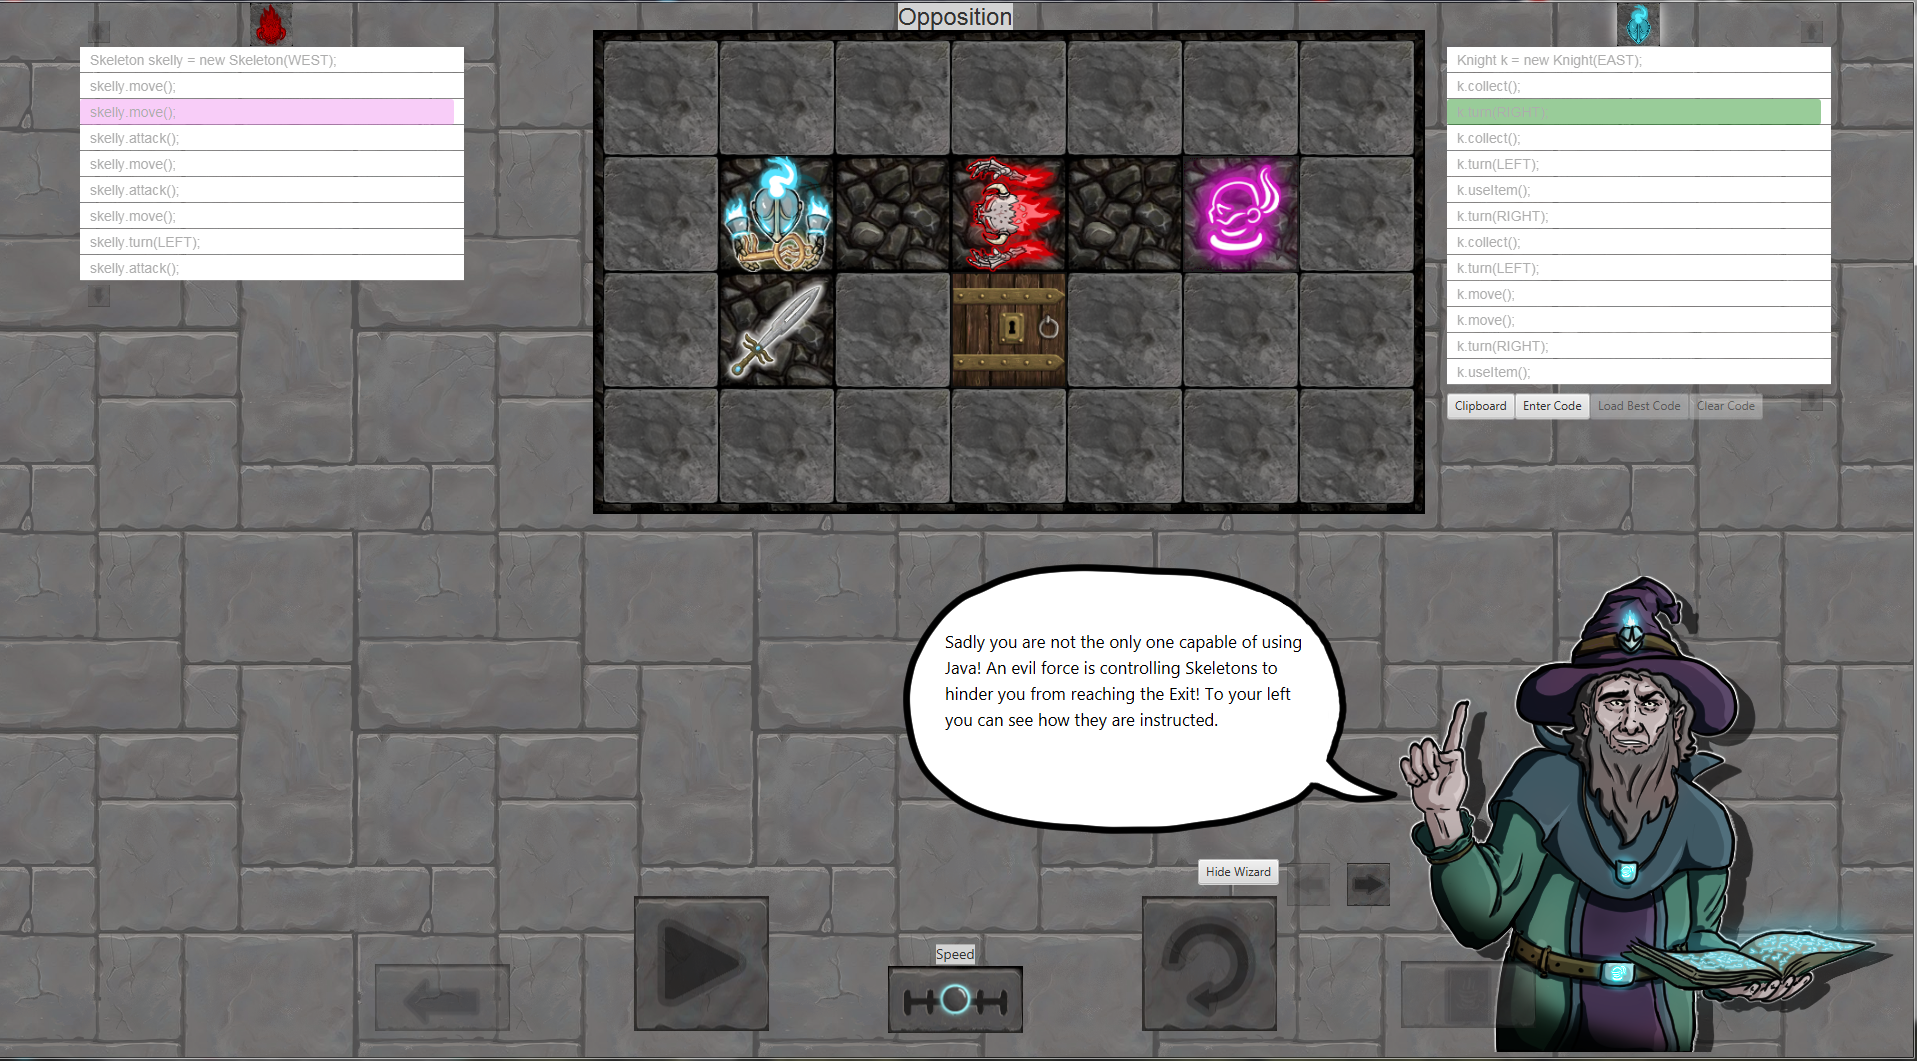 Opposition
Skeleton skelly = new Skeleton(WEST);
skelly.move();
skelly.move();
skelly.attack();
skelly.move();
skelly.attack();
skelly.move();
skelly.turn(LEFT);
skelly.attack();
Knight k = new Knight(EAST);
k.collect();
k.turn(RIGHT);
k.collect();
k.turn(LEFT);
k.useItem();
k.turn(RIGHT);
k.collect();
k.turn(LEFT);
k.move();
k.move();
k.turn(RIGHT);
k.useItem();
Clipboard
Enter Code
Load Best Code
Clear Code
Sadly you are not the only one capable of using
Java! An evil force is controlling Skeletons to
hinder you from reaching the Exit! To your left
you can see how they are instructed.
Hide Wizard
Speed